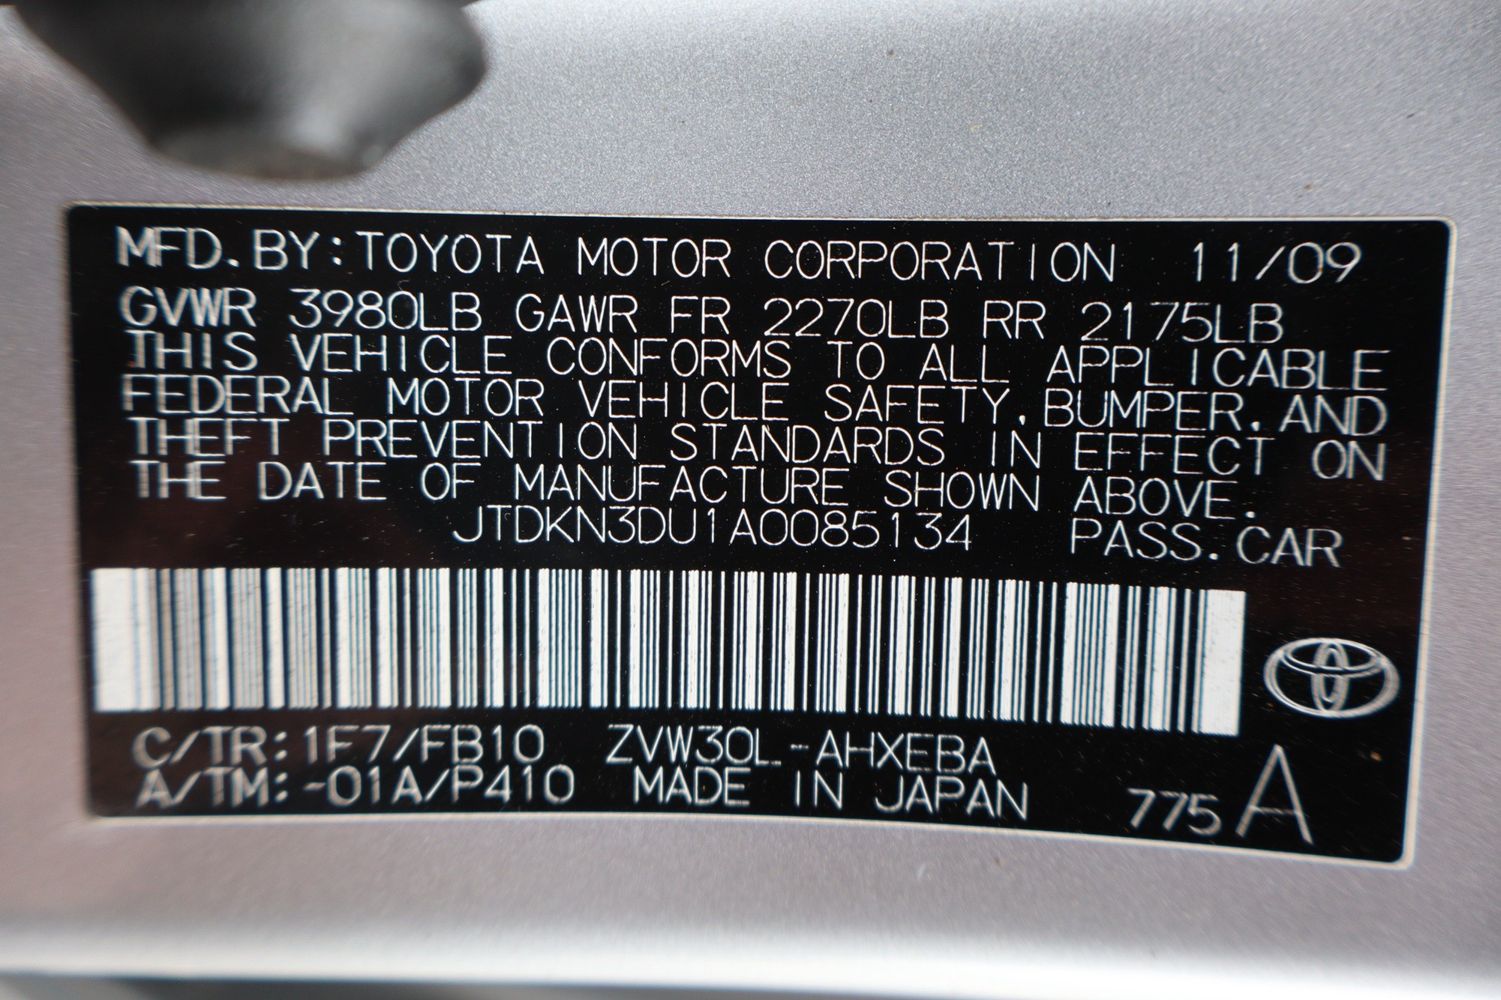 MFD. BY: TOYOTA MOTOR CORPORATION 11/09
GVWR 3980LB GAWR FR 2270LB RR 2175LB
THIS VEHICLE CONFORMS TO ALL APPLICABLE
FEDERAL MOTOR VEHICLE SAFETY, BUMPER, AND
THEFT PREVENTION STANDARDS IN EFFECT ON
THE DATE OF MANUFACTURE SHOWN ABOVE.
JTDKN3DU1A0085134 PASS. CAR
C/TR: 1F7/FB10 ZVW30L-AHXEBA
A/TM: -01A/P410 MADE IN JAPAN 775 A